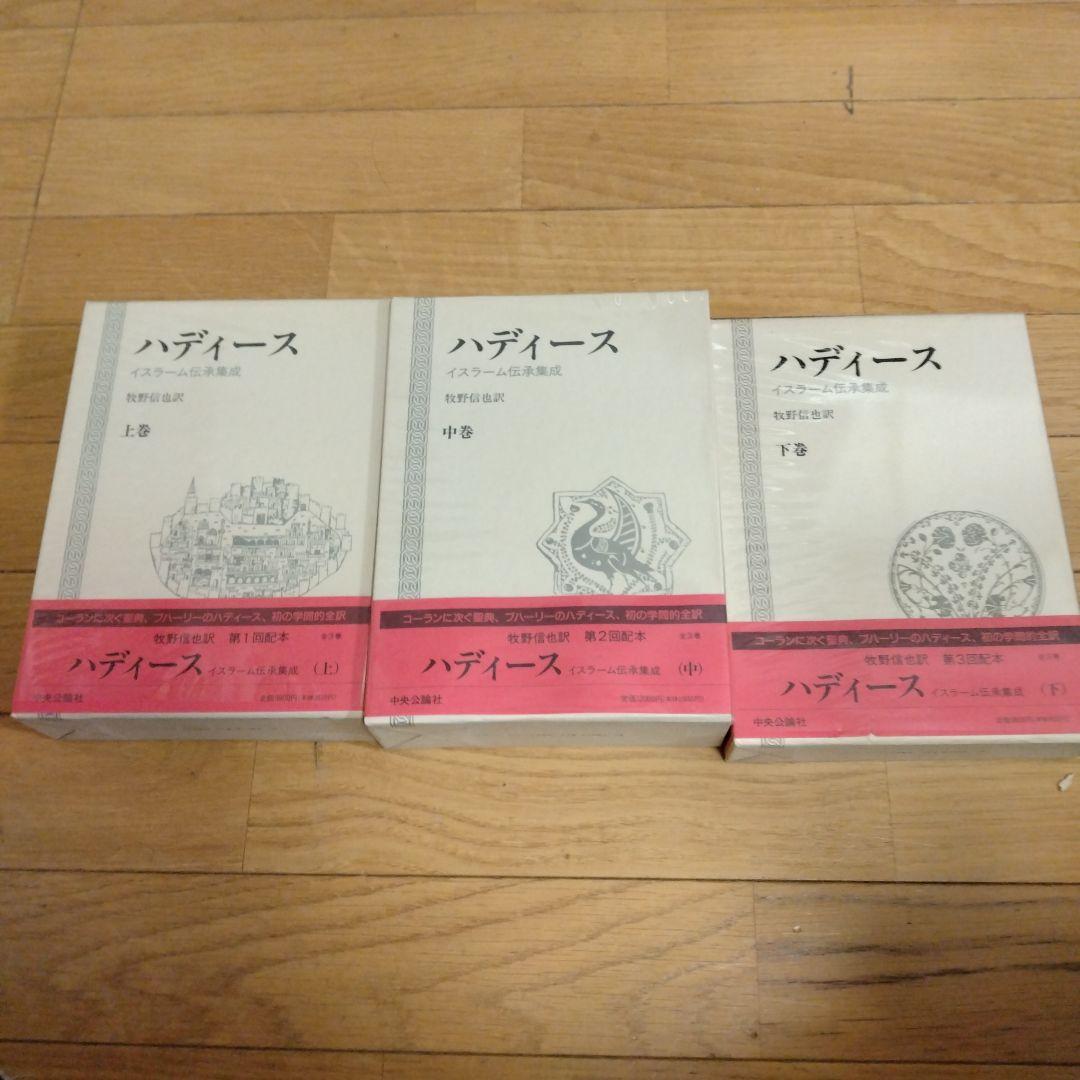 ハディース
イスラーム伝承集成
牧野信也訳
上巻
コーランに次ぐ聖典、ブハーリーのハディース、初の学問的全訳
牧野信也訳 第1回配本 全3巻
ハディース イスラーム伝承集成 (上)
中央公論社
ハディース
イスラーム伝承集成
牧野信也訳
中巻
コーランに次ぐ聖典、ブハーリーのハディース、初の学問的全訳
牧野信也訳 第2回配本 全3巻
ハディース イスラーム伝承集成 (中)
中央公論社
ハディース
イスラーム伝承集成
牧野信也訳
下巻
コーランに次ぐ聖典、ブハーリーのハディース、初の学問的全訳
牧野信也訳 第3回配本 全3巻
ハディース イスラーム伝承集成 (下)
中央公論社